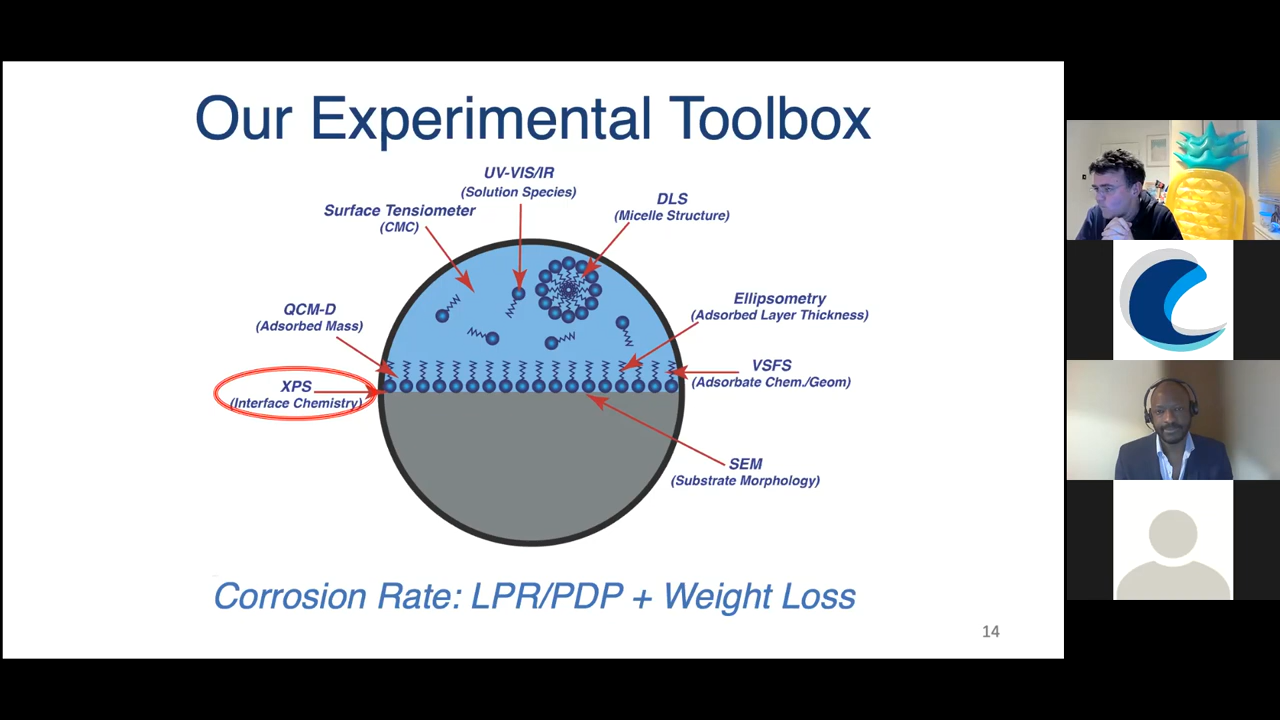 Our Experimental Toolbox
UV-VIS/IR
(Solution Species)
DLS
(Micelle Structure)
Surface Tensiometer
(CMC)
Ellipsometry
(Adsorbed Layer Thickness)
QCM-D
(Adsorbed Mass)
VSFS
(Adsorbate Chem./Geom)
XPS
(Interface Chemistry)
SEM
(Substrate Morphology)
Corrosion Rate: LPR/PDP + Weight Loss
14